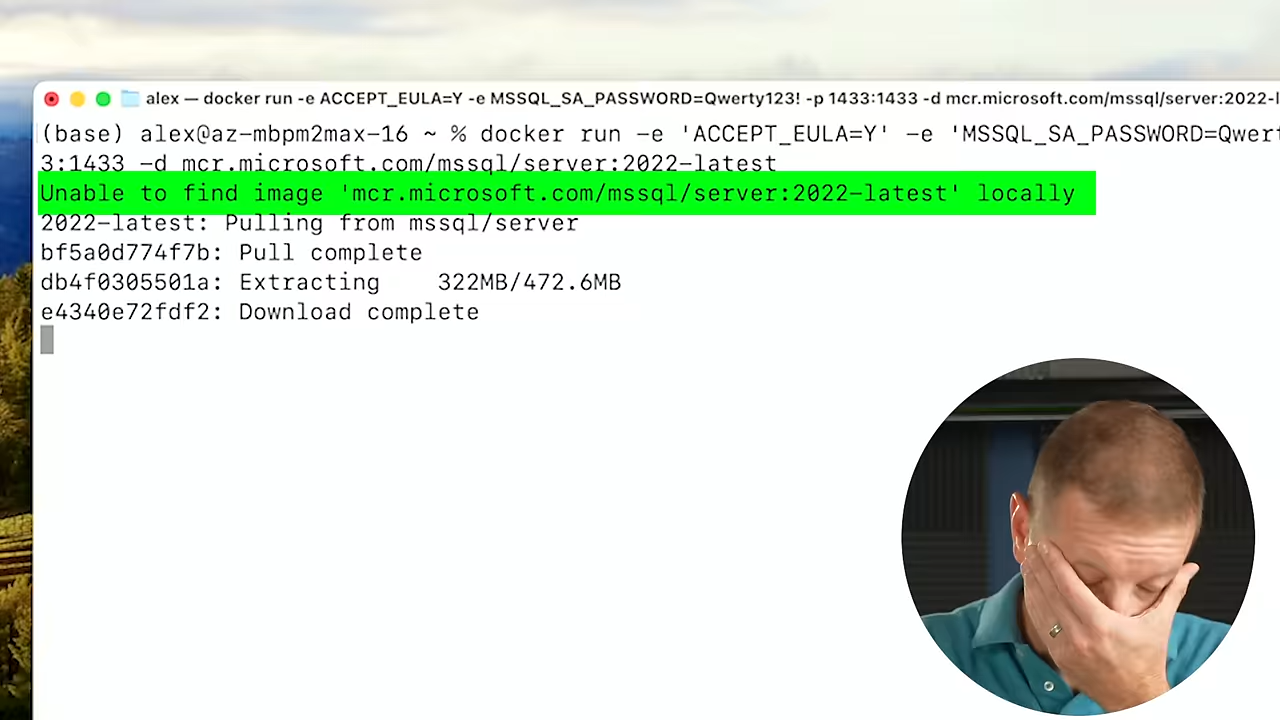 alex — docker run -e ACCEPT_EULA=Y -e MSSQL_SA_PASSWORD=Qwerty123! -p 1433:1433 -d mcr.microsoft.com/mssql/server:2022-l
(base) alex@az-mbpm2max-16 ~ % docker run -e 'ACCEPT_EULA=Y' -e 'MSSQL_SA_PASSWORD=Qwert
3:1433 -d mcr.microsoft.com/mssql/server:2022-latest
Unable to find image 'mcr.microsoft.com/mssql/server:2022-latest' locally
2022-latest: Pulling from mssql/server
bf5a0d774f7b: Pull complete
db4f0305501a: Extracting 322MB/472.6MB
e4340e72fdf2: Download complete